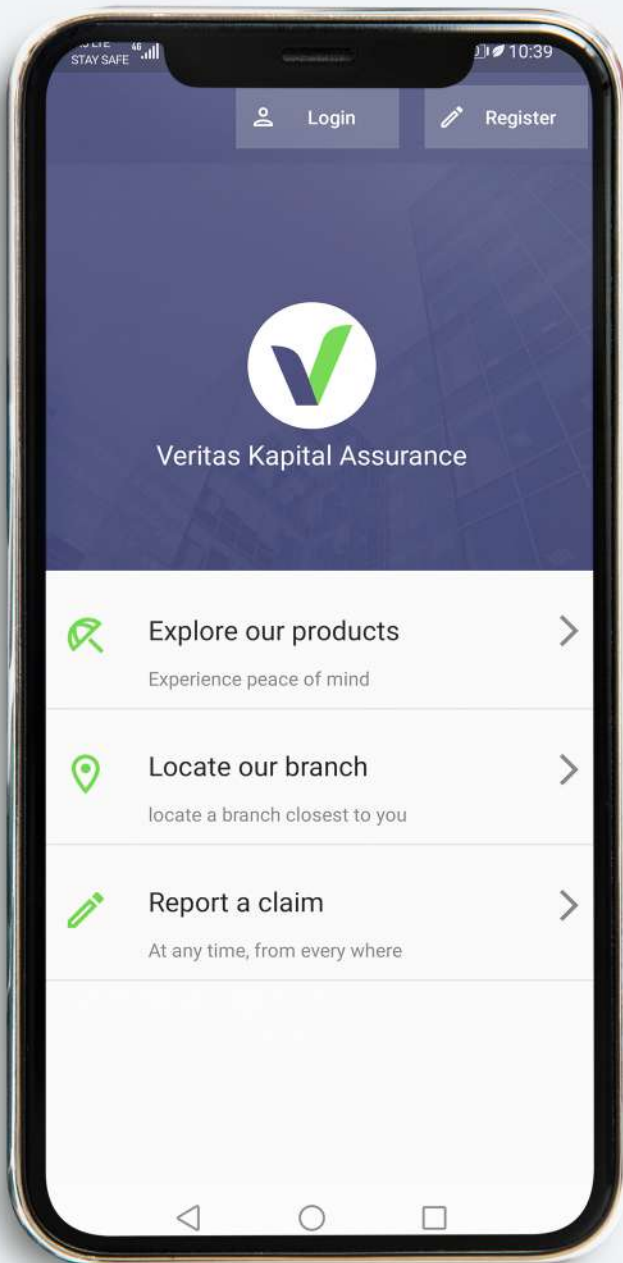 STAY SAFE 4G 10:39
Login Register
Veritas Kapital Assurance
Explore our products
Experience peace of mind
Locate our branch
locate a branch closest to you
Report a claim
At any time, from every where